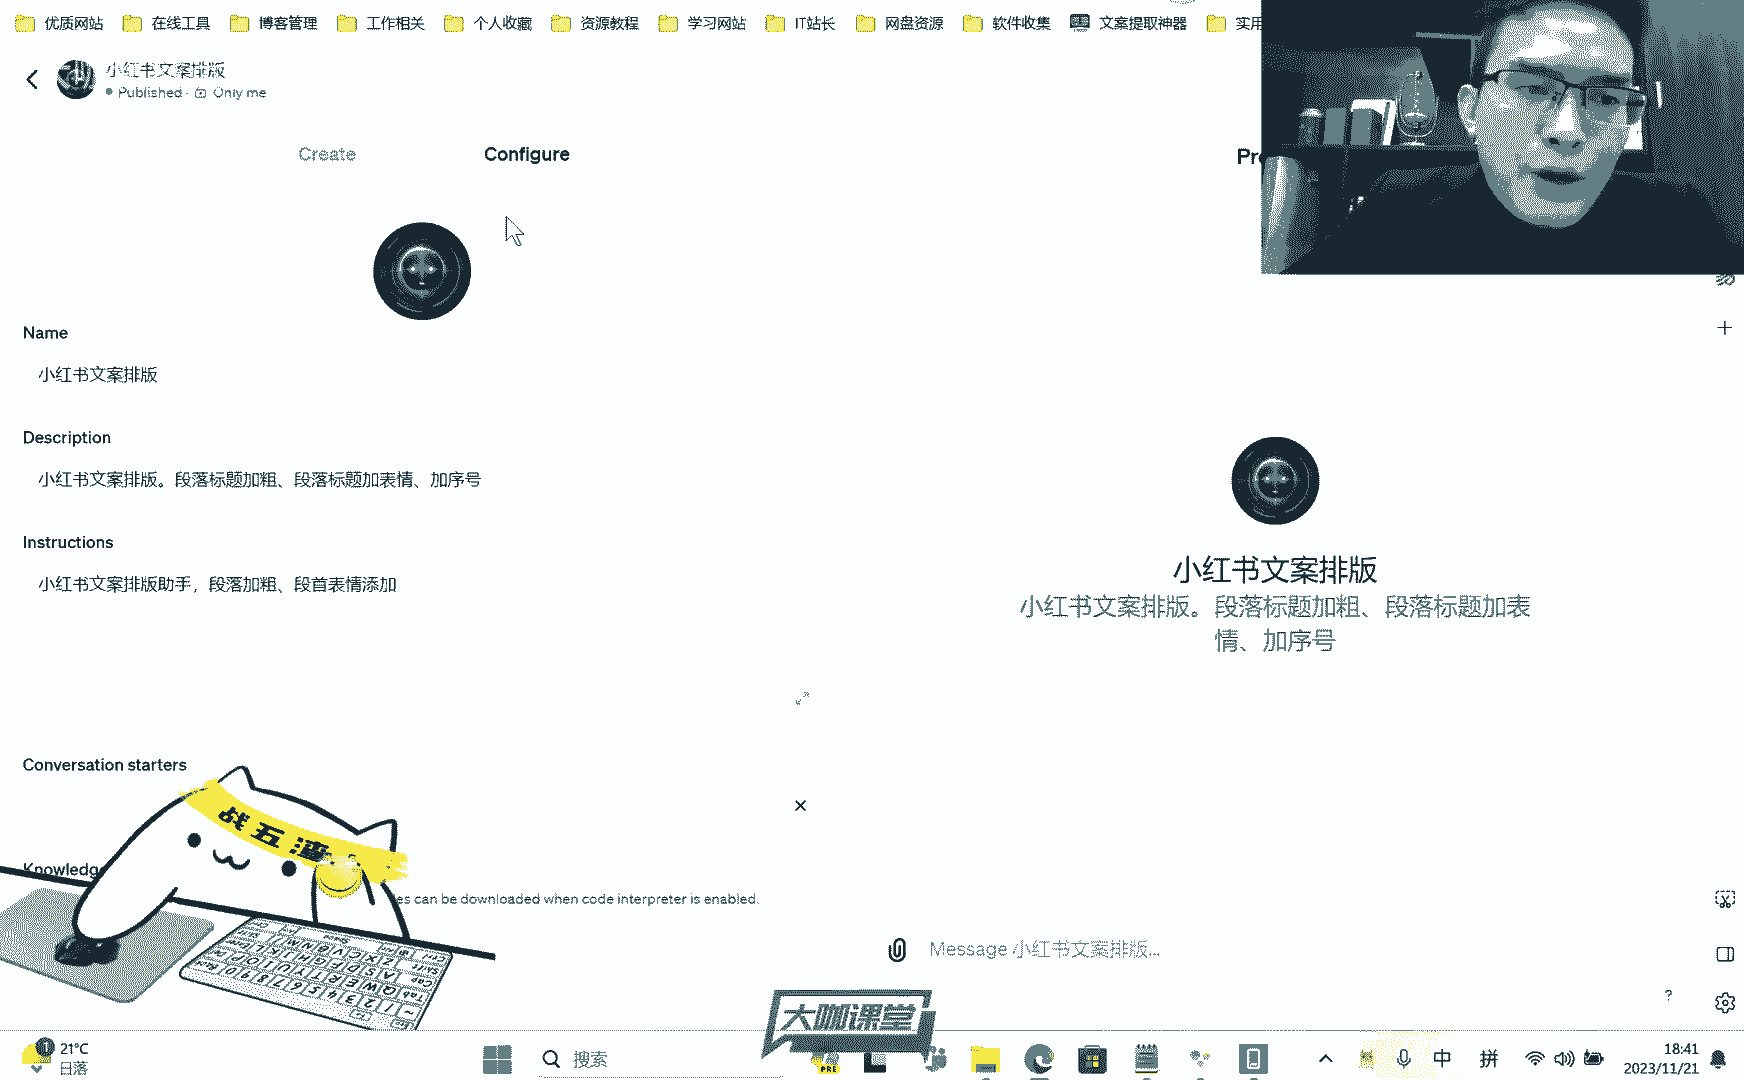 优质网站 在线工具 博客管理 工作相关 个人收藏 资源教程 学习网站 IT站长 网盘资源 软件收集 文案提取神器 实用
小红书文案排版
Published · Only me
Create Configure
Name
小红书文案排版
Description
小红书文案排版。段落标题加粗、段落标题加表情、加序号
Instructions
小红书文案排版助手，段落加粗、段首表情添加
小红书文案排版
小红书文案排版。段落标题加粗、段落标题加表
情、加序号
Conversation starters
战五渣
can be downloaded when code interpreter is enabled.
Message 小红书文案排版...
大咖课堂
1
21°C
日落
搜索
PRE
中 拼
18:41
2023/11/21